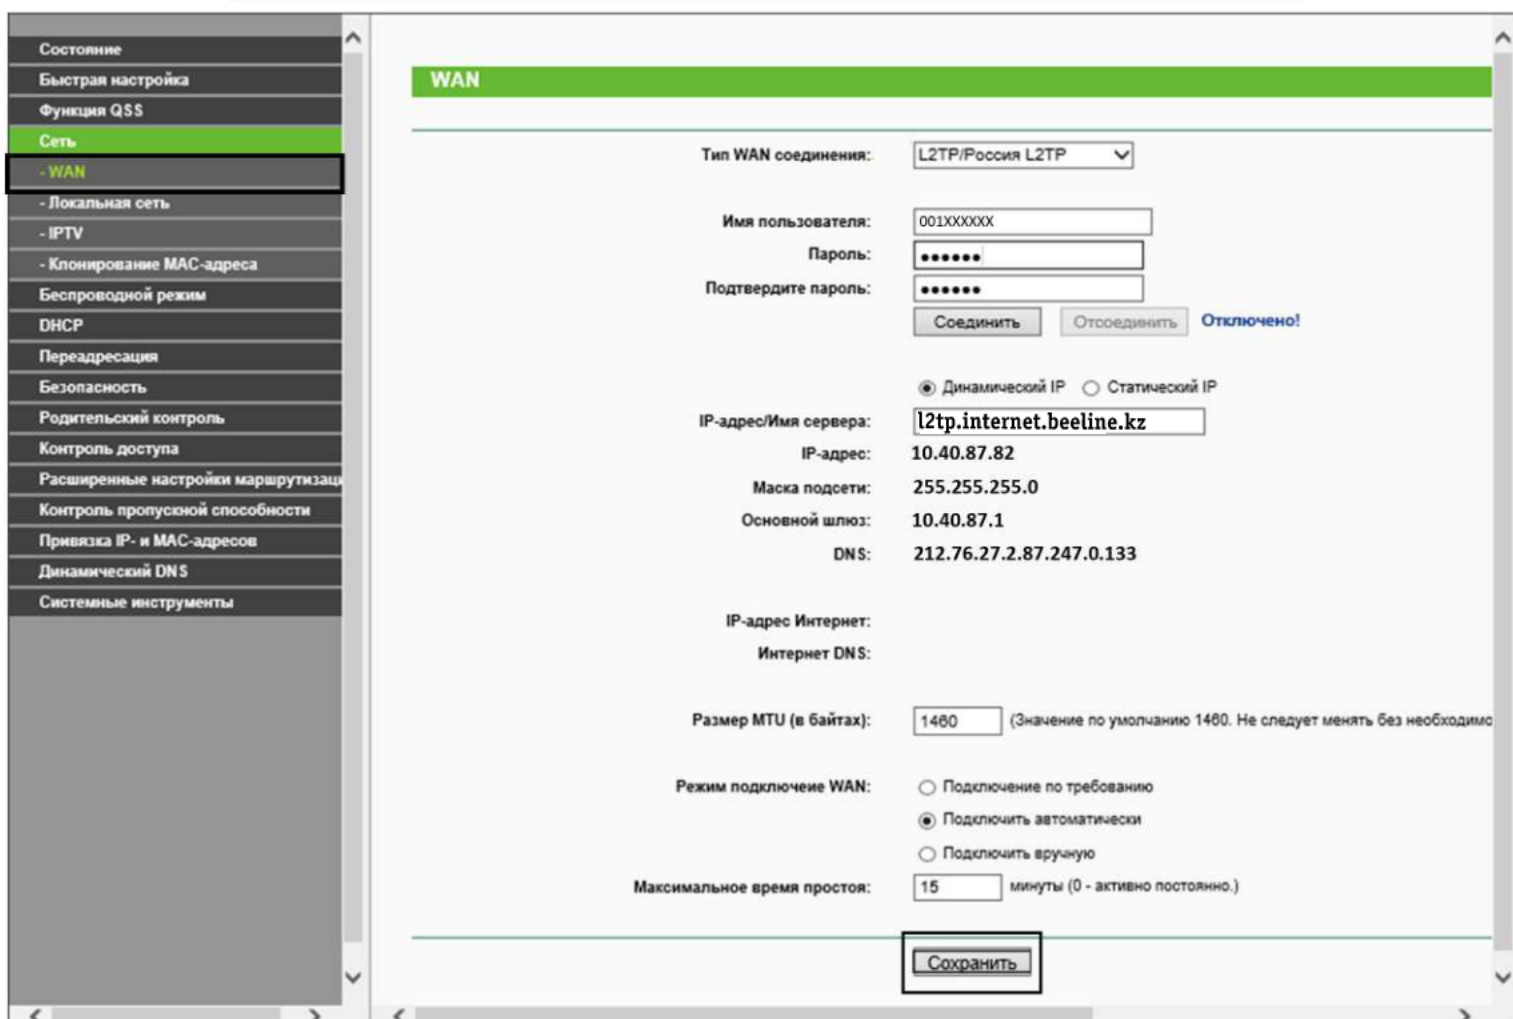 Состояние
Быстрая настройка
Функция QSS
Сеть
- WAN
- Локальная сеть
- IPTV
- Клонирование MAC-адреса
Беспроводной режим
DHCP
Переадресация
Безопасность
Родительский контроль
Контроль доступа
Расширенные настройки маршрутизаци
Контроль пропускной способности
Привязка IP- и MAC-адресов
Динамический DNS
Системные инструменты
WAN
Тип WAN соединения: L2TP/Россия L2TP
Имя пользователя: 001XXXXXX
Пароль: ●●●●●●
Подтвердите пароль: ●●●●●●
Соединить Отсоединить Отключено!
Динамический IP Статический IP
IP-адрес/Имя сервера: l2tp.internet.beeline.kz
IP-адрес: 10.40.87.82
Маска подсети: 255.255.255.0
Основной шлюз: 10.40.87.1
DNS: 212.76.27.2.87.247.0.133
IP-адрес Интернет:
Интернет DNS:
Размер MTU (в байтах): 1460 (Значение по умолчанию 1460. Не следует менять без необходимо
Режим подключеие WAN: Подключение по требованию
Подключить автоматически
Подключить вручную
Максимальное время простоя: 15 минуты (0 - активно постоянно.)
Сохранить